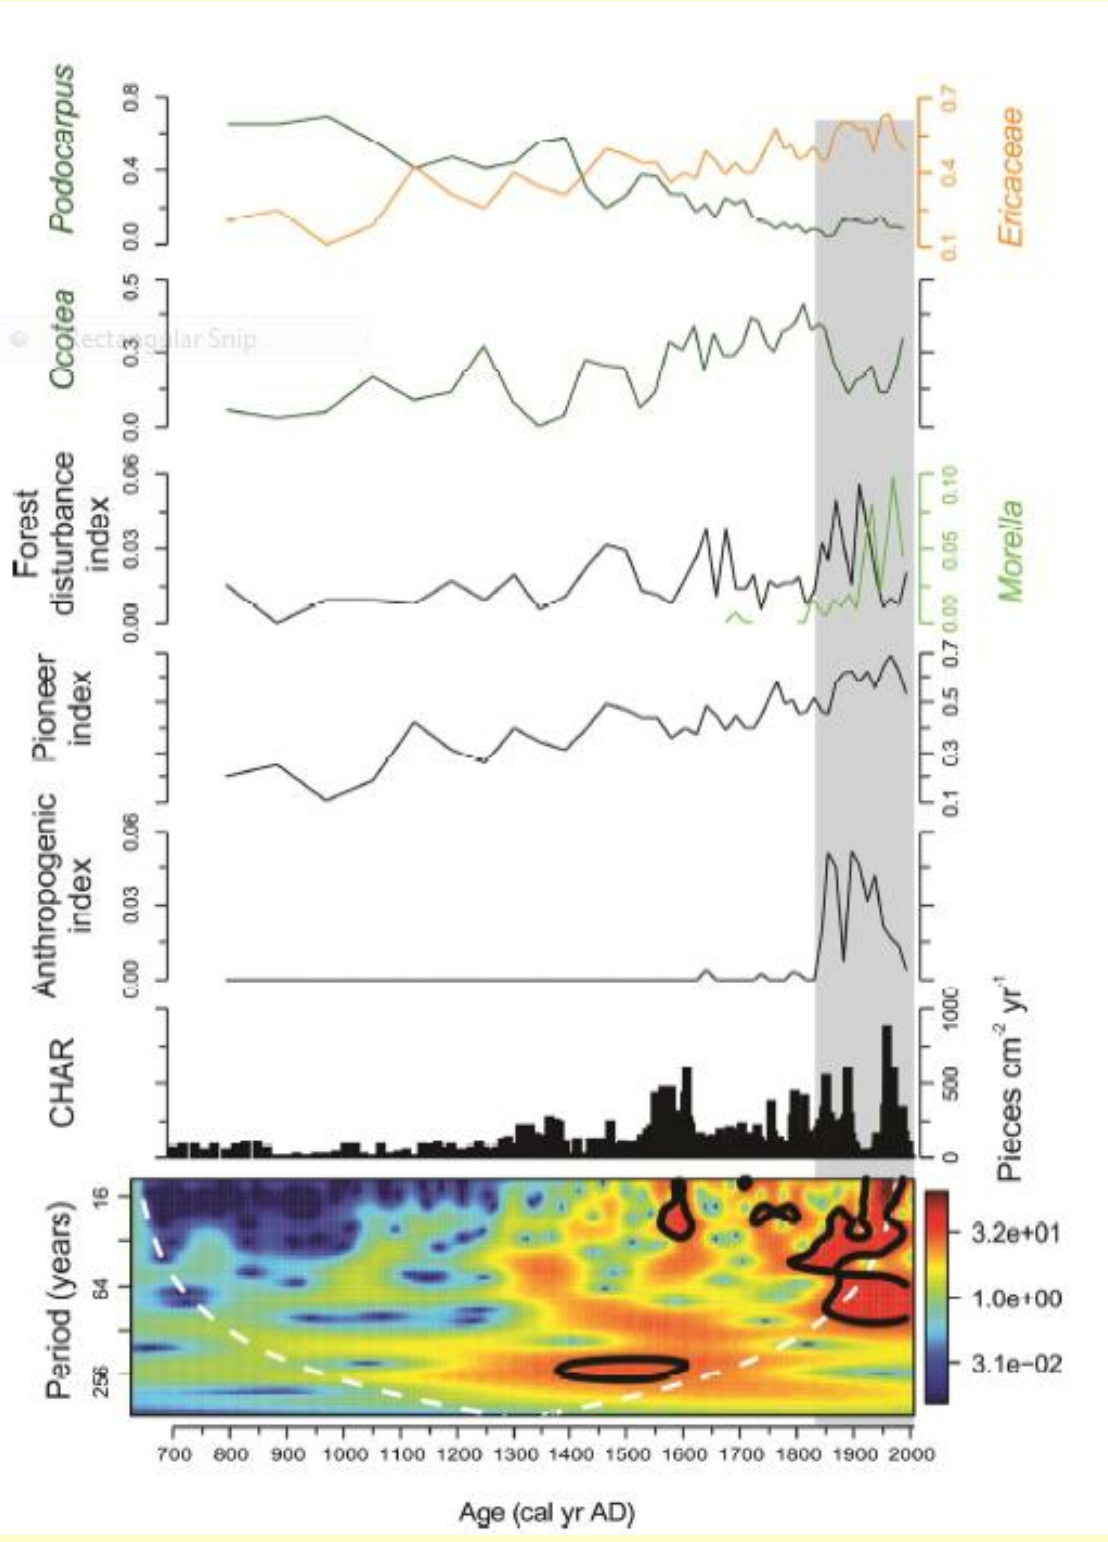 Podocarpus
0.8
0.4
0.0
0.7
0.4
0.1
Ericaceae
Ocotea
0.5
0.3
0.0
Rectangular Snip
Forest
disturbance
index
0.06
0.03
0.00
0.10
0.05
0.00
Morella
Pioneer
index
0.7
0.5
0.3
0.1
Anthropogenic
index
0.06
0.03
0.00
CHAR
1000
500
0
Pieces cm-2 yr-1
Period (years)
16
64
256
3.2e+01
1.0e+00
3.1e-02
700 800 900 1000 1100 1200 1300 1400 1500 1600 1700 1800 1900 2000
Age (cal yr AD)